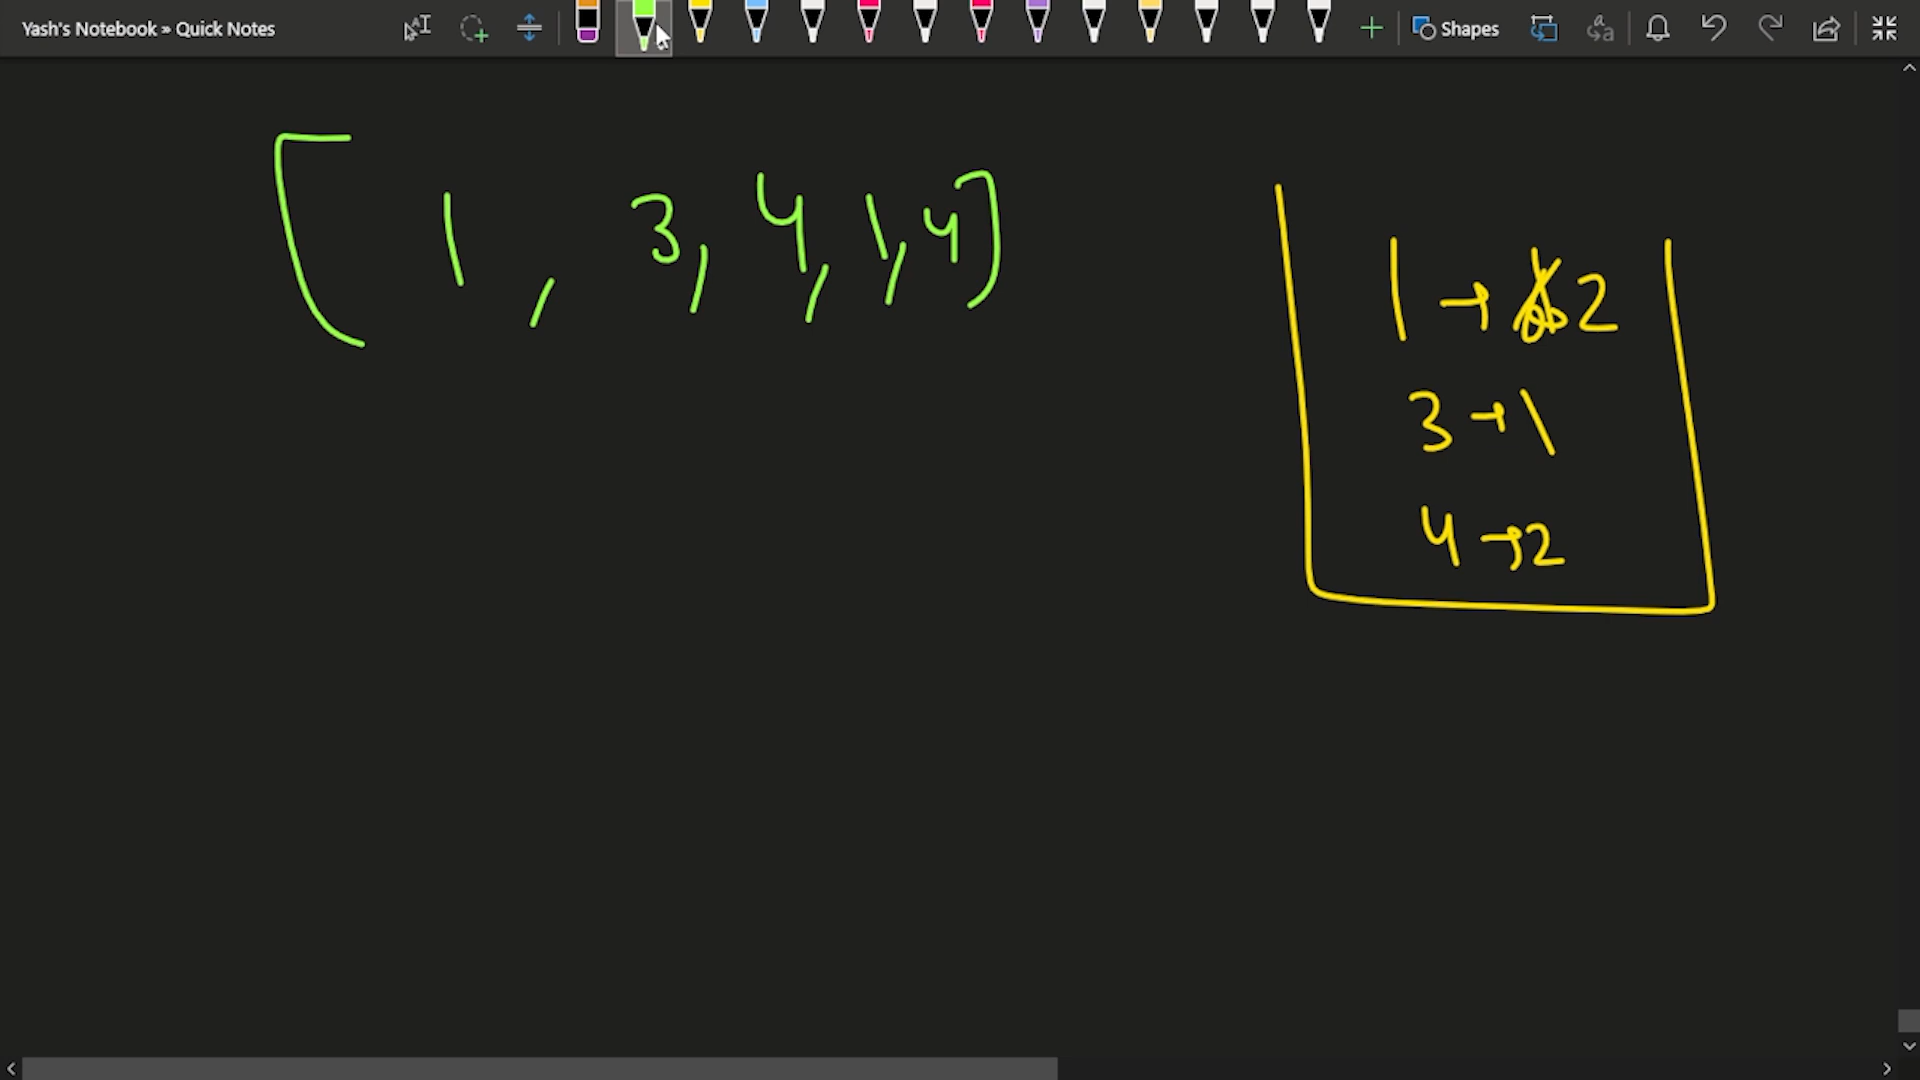 Yash's Notebook » Quick Notes
Shapes
[ 1 , 3, 4, 1, 4]
1 → 2
3 → 1
4 → 2